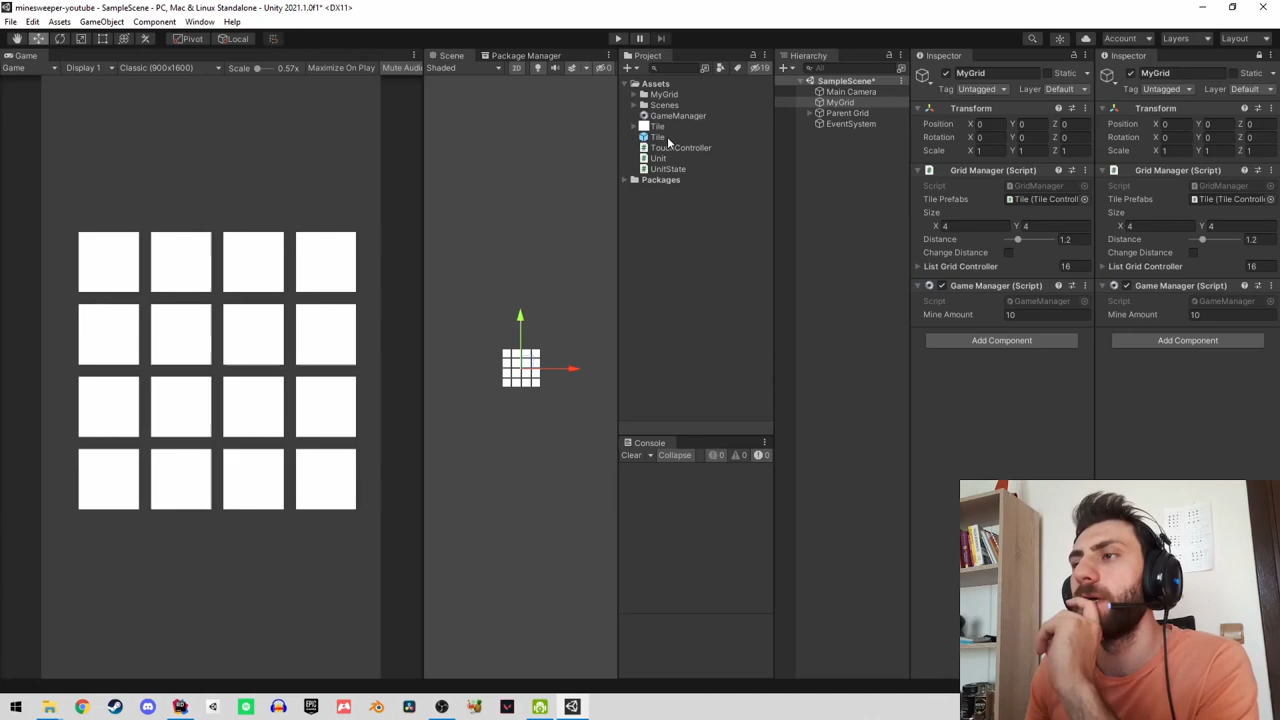 minesweeper-youtube - SampleScene - PC, Mac & Linux Standalone - Unity 2021.1.0f1* <DX11>
File Edit Assets GameObject Component Window Help
Pivot Local Account Layers Layout
Game Scene Package Manager Project Hierarchy Inspector Inspector
Game Display 1 Classic (900x1600) Scale 0.57x Maximize On Play Mute Audi
Shaded 2D 0
19
All
Assets
MyGrid
Scenes
GameManager
Tile
Tile
TouchController
Unit
UnitState
Packages
SampleScene*
Main Camera
MyGrid
Parent Grid
EventSystem
MyGrid Static
Tag Untagged Layer Default
Transform
Position X 0 Y 0 Z 0
Rotation X 0 Y 0 Z 0
Scale X 1 Y 1 Z 1
Grid Manager (Script)
Script GridManager
Tile Prefabs Tile (Tile Controll
Size
X 4 Y 4
Distance 1.2
Change Distance
List Grid Controller 16
Game Manager (Script)
Script GameManager
Mine Amount 10
Add Component
MyGrid Static
Tag Untagged Layer Default
Transform
Position X 0 Y 0 Z 0
Rotation X 0 Y 0 Z 0
Scale X 1 Y 1 Z 1
Grid Manager (Script)
Script GridManager
Tile Prefabs Tile (Tile Controlle
Size
X 4 Y 4
Distance 1.2
Change Distance
List Grid Controller 16
Game Manager (Script)
Script GameManager
Mine Amount 10
Add Component
Console
Clear Collapse 0 0 0